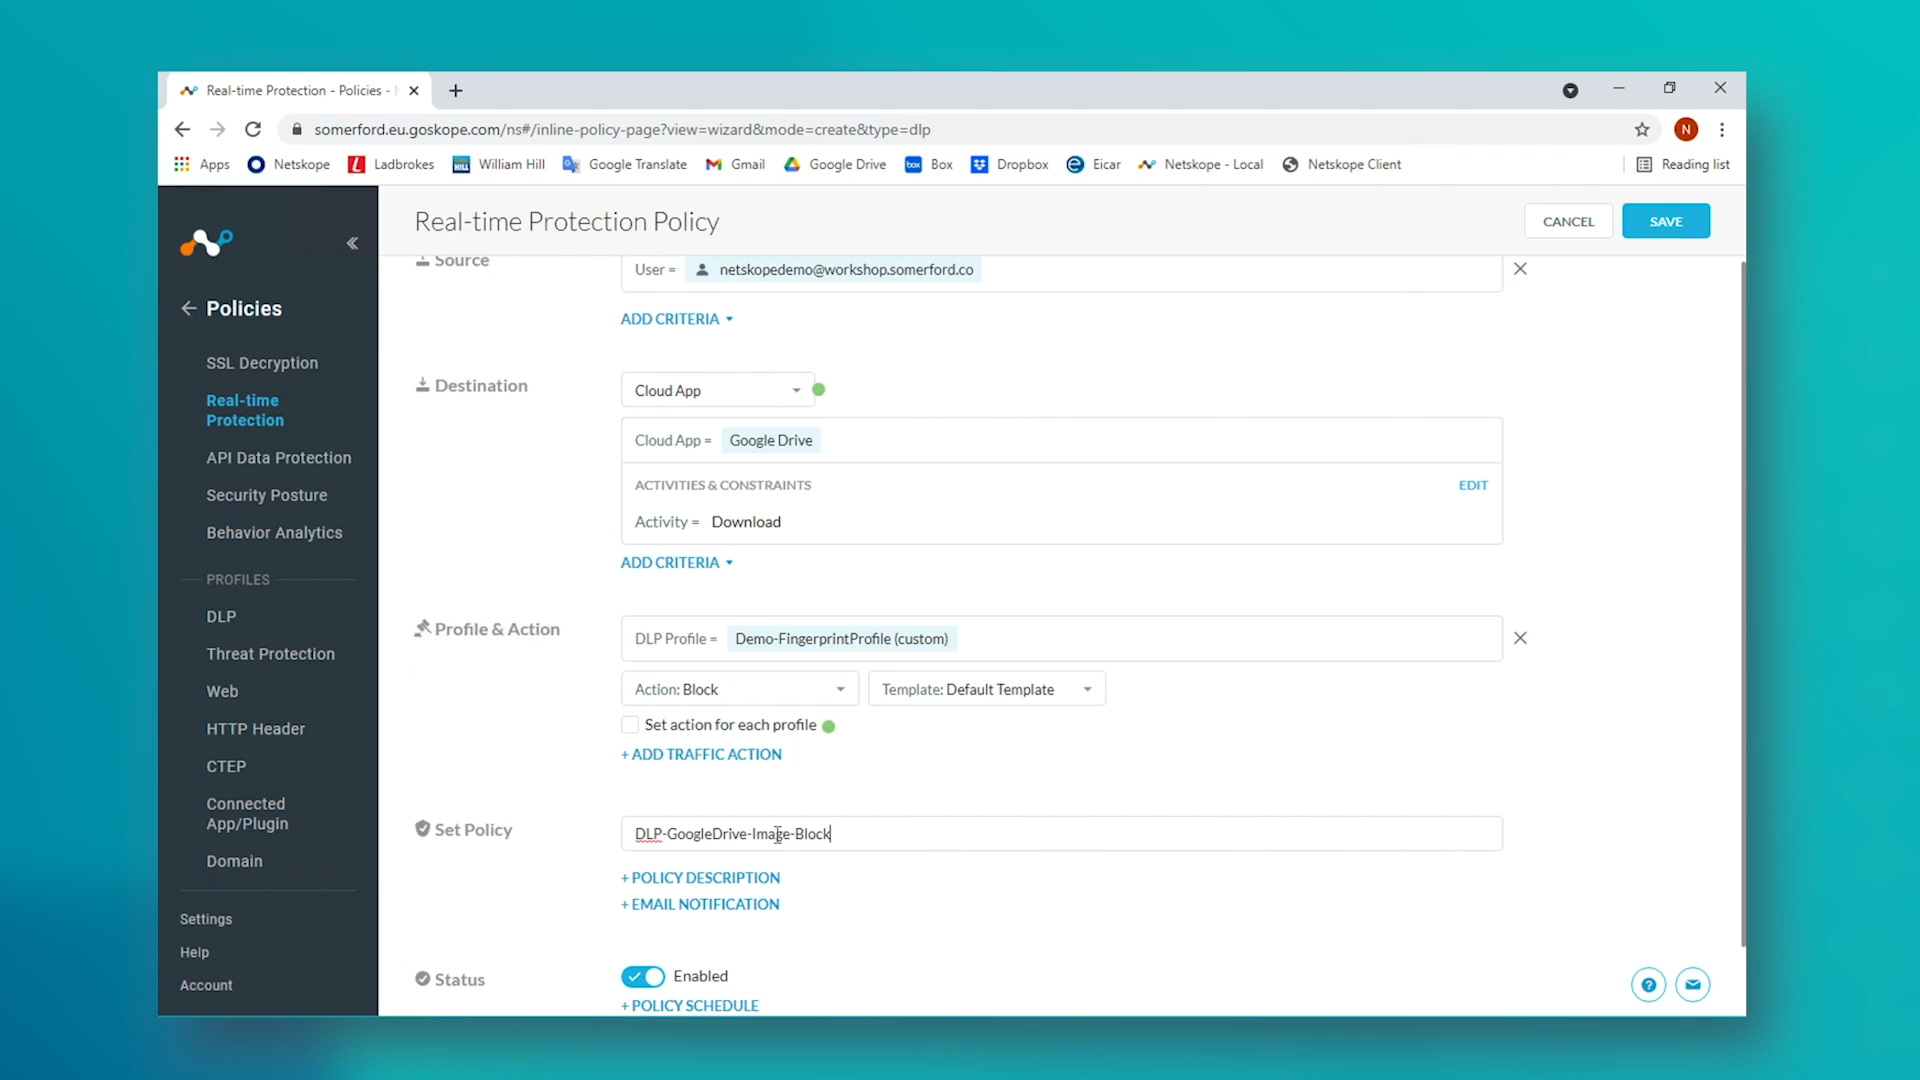 Real-time Protection - Policies -
somerford.eu.goskope.com/ns#/inline-policy-page?view=wizard&mode=create&type=dlp
N
Apps
Netskope
Ladbrokes
William Hill
Google Translate
Gmail
Google Drive
Box
Dropbox
Eicar
Netskope - Local
Netskope Client
Reading list
Real-time Protection Policy
CANCEL
SAVE
Policies
SSL Decryption
Real-time
Protection
API Data Protection
Security Posture
Behavior Analytics
PROFILES
DLP
Threat Protection
Web
HTTP Header
CTEP
Connected
App/Plugin
Domain
Settings
Help
Account
Source
User = netskopedemo@workshop.somerford.co
ADD CRITERIA
Destination
Cloud App
Cloud App = Google Drive
ACTIVITIES & CONSTRAINTS
EDIT
Activity = Download
ADD CRITERIA
Profile & Action
DLP Profile = Demo-FingerprintProfile (custom)
Action: Block
Template: Default Template
Set action for each profile
+ ADD TRAFFIC ACTION
Set Policy
DLP-GoogleDrive-Image-Block
+ POLICY DESCRIPTION
+ EMAIL NOTIFICATION
Status
Enabled
+ POLICY SCHEDULE